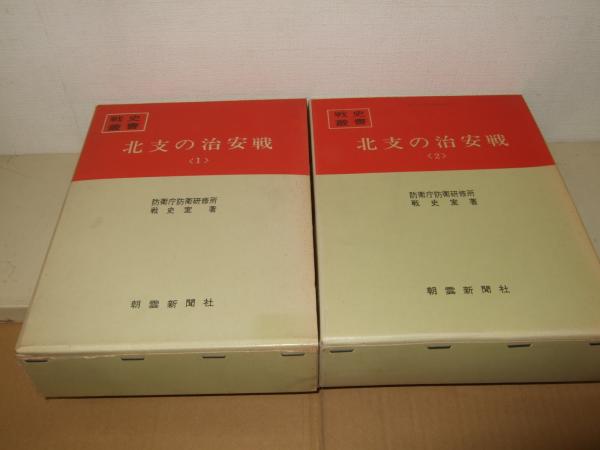 戦史
叢書
北支の治安戦
〈1〉
防衛庁防衛研修所
戦史室 著
朝雲新聞社
戦史
叢書
北支の治安戦
〈2〉
防衛庁防衛研修所
戦史室 著
朝雲新聞社